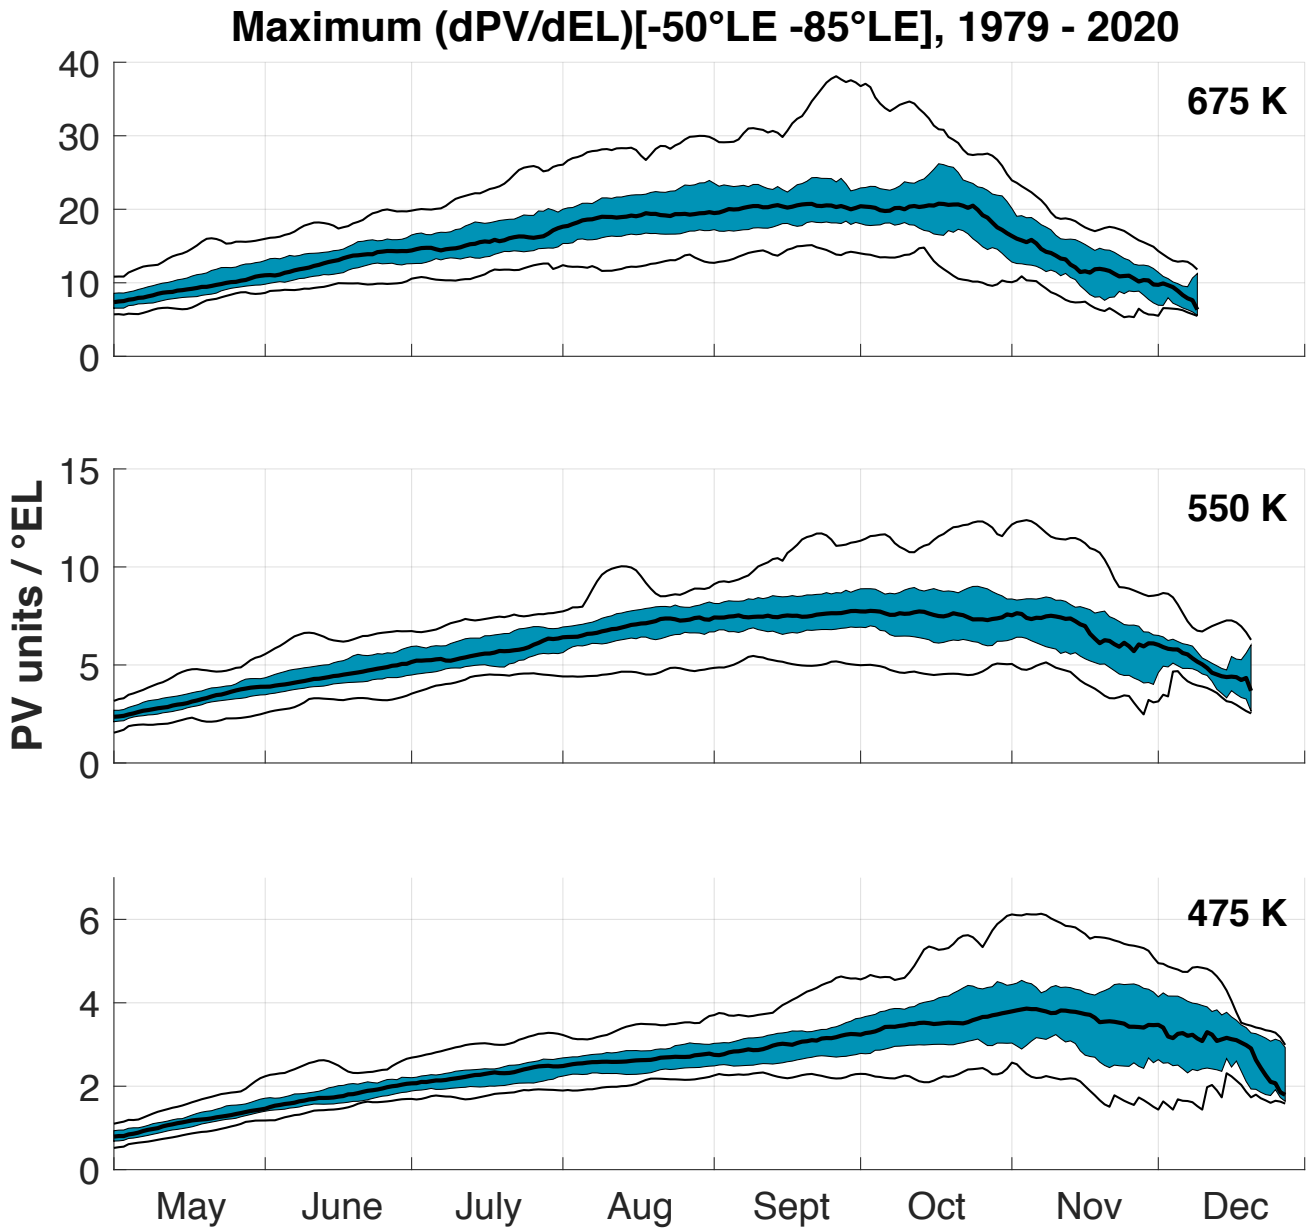 Maximum (dPV/dEL)[-50°LE -85°LE], 1979 - 2020
40
30
20
10
0
675 K
PV units / °EL
15
10
5
0
550 K
6
4
2
0
475 K
May June July Aug Sept Oct Nov Dec